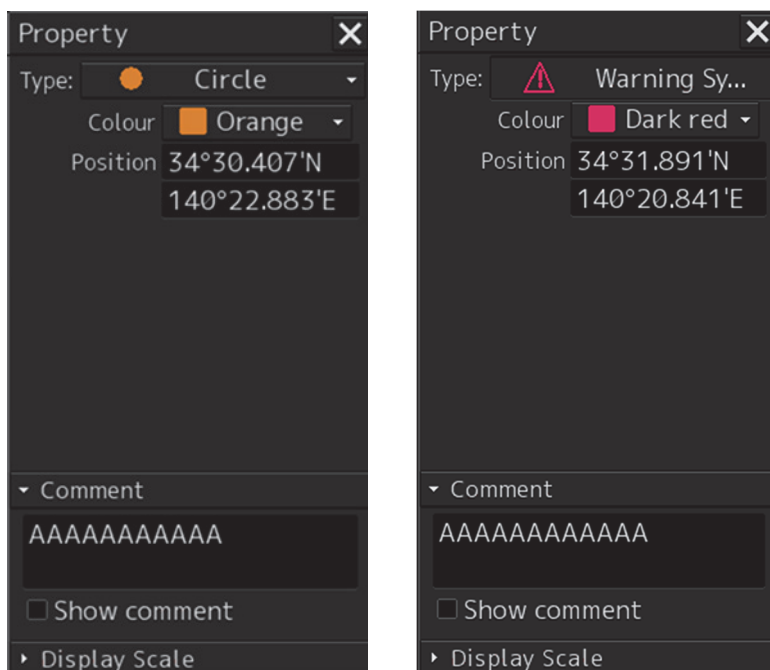 Property
Type: Circle
Colour Orange
Position 34°30.407'N
140°22.883'E
Comment
AAAAAAAAAAA
Show comment
Display Scale
Property
Type: Warning Sy...
Colour Dark red
Position 34°31.891'N
140°20.841'E
Comment
AAAAAAAAAAAA
Show comment
Display Scale